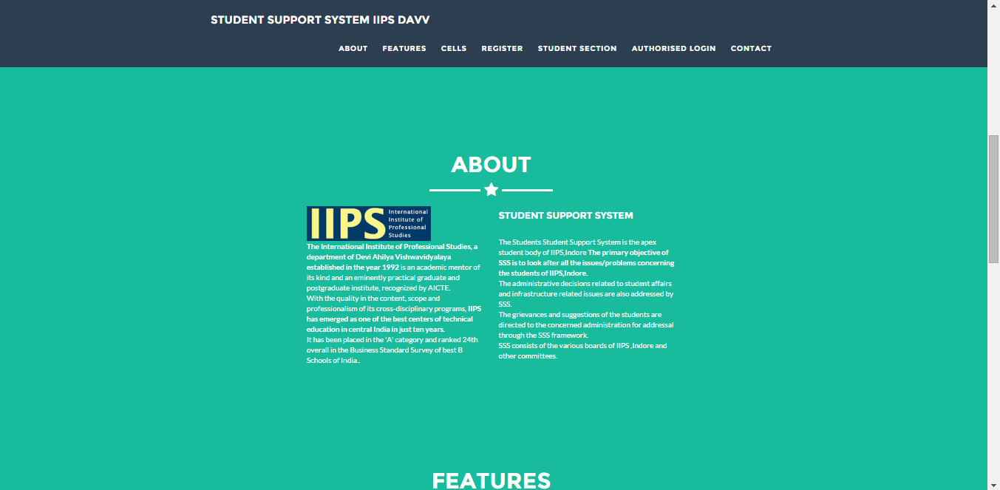 STUDENT SUPPORT SYSTEM IIPS DAVV
ABOUT FEATURES CELLS REGISTER STUDENT SECTION AUTHORISED LOGIN CONTACT
ABOUT
IIPS
International
Institute of
Professional
Studies
The International Institute of Professional Studies, a
department of Devi Ahilya Vishwavidyalaya
established in the year 1992 is an academic mentor of
its kind and an eminently practical graduate and
postgraduate institute, recognized by AICTE.
With the quality in the content, scope and
professionalism of its cross-disciplinary programs, IIPS
has emerged as one of the best centers of technical
education in central India in just ten years.
It has been placed in the 'A' category and ranked 24th
overall in the Business Standard Survey of best B
Schools of India..
STUDENT SUPPORT SYSTEM
The Students Student Support System is the apex
student body of IIPS,Indore The primary objective of
SSS is to look after all the issues/problems concerning
the students of IIPS,Indore.
The administrative decisions related to student affairs
and infrastructure related issues are also addressed by
SSS.
The grievances and suggestions of the students are
directed to the concerned administration for addressal
through the SSS framework.
SSS consists of the various boards of IIPS ,Indore and
other committees.
FEATURES